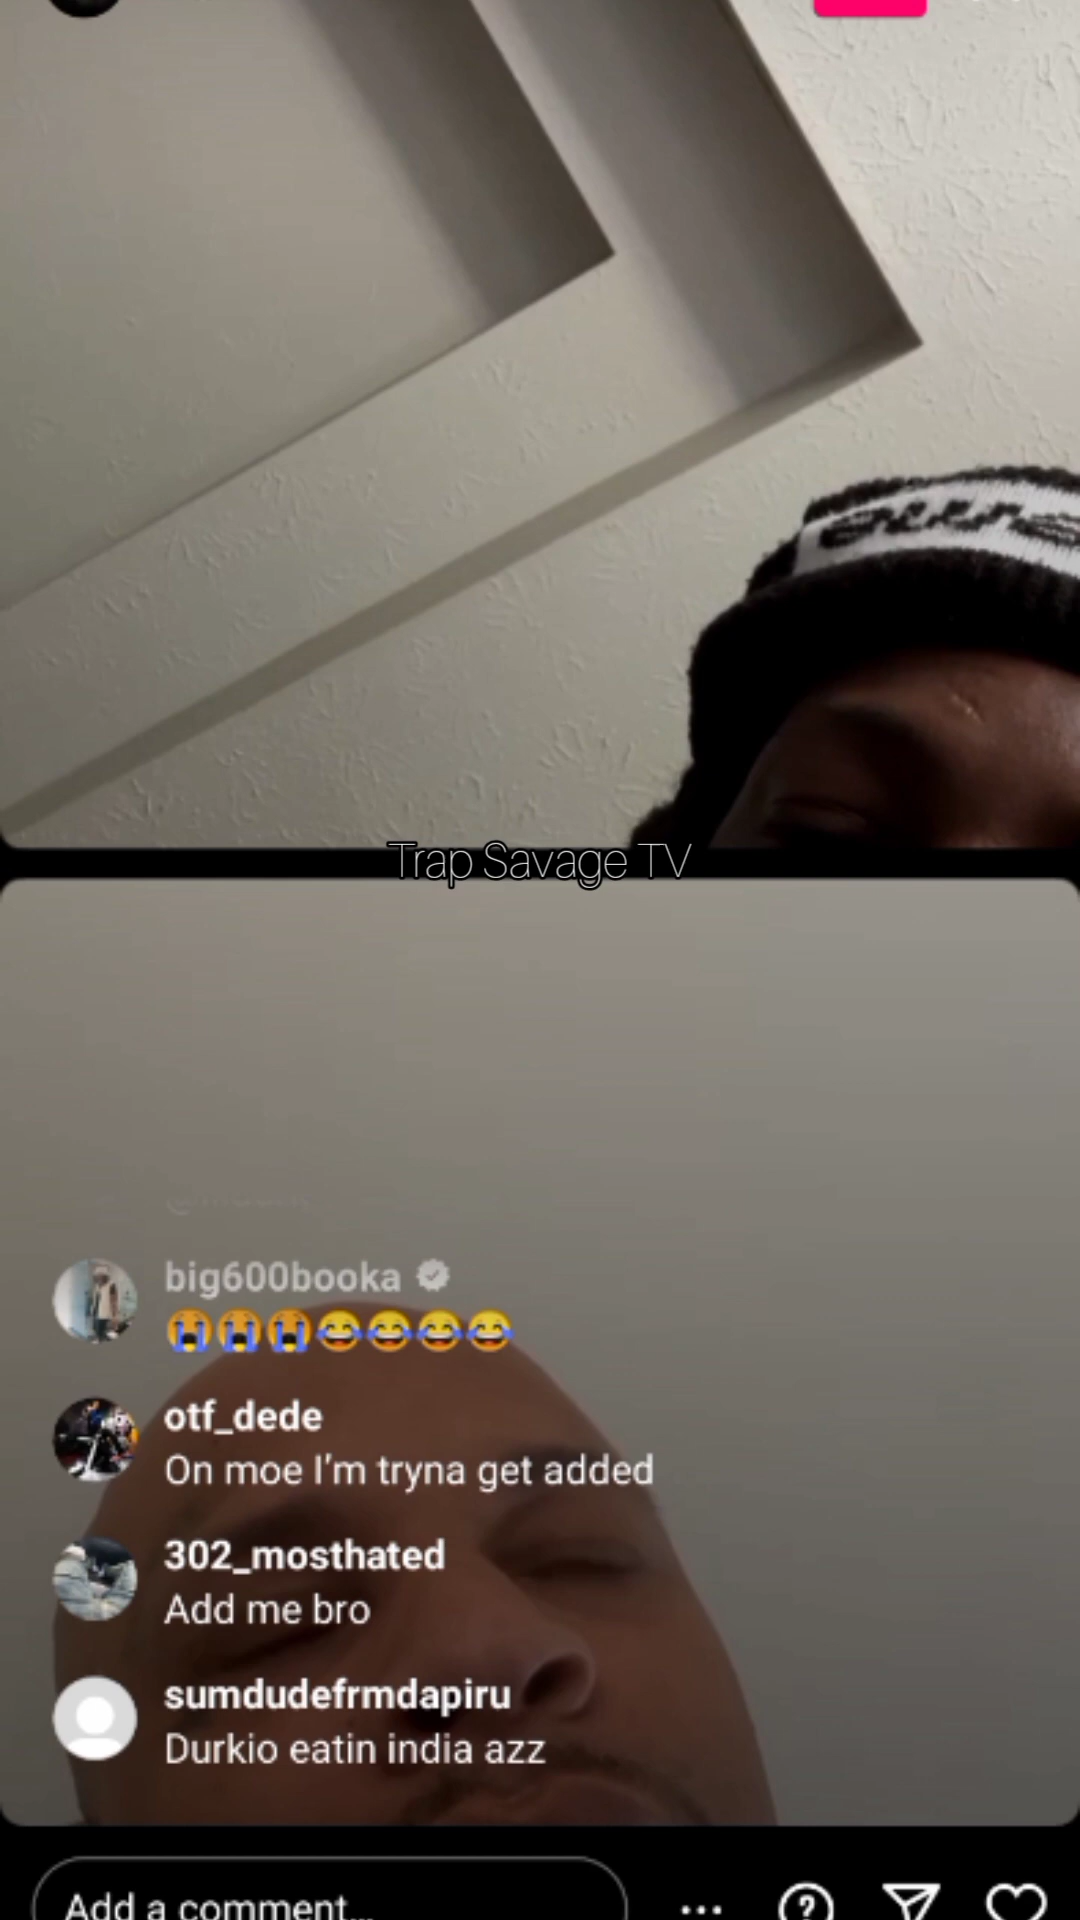 Trap Savage TV
big600booka
😭😭😭😂😂😂😂
otf_dede
On moe I'm tryna get added
302_mosthated
Add me bro
sumdudefrmdapiru
Durkio eatin india azz
Add a comment...